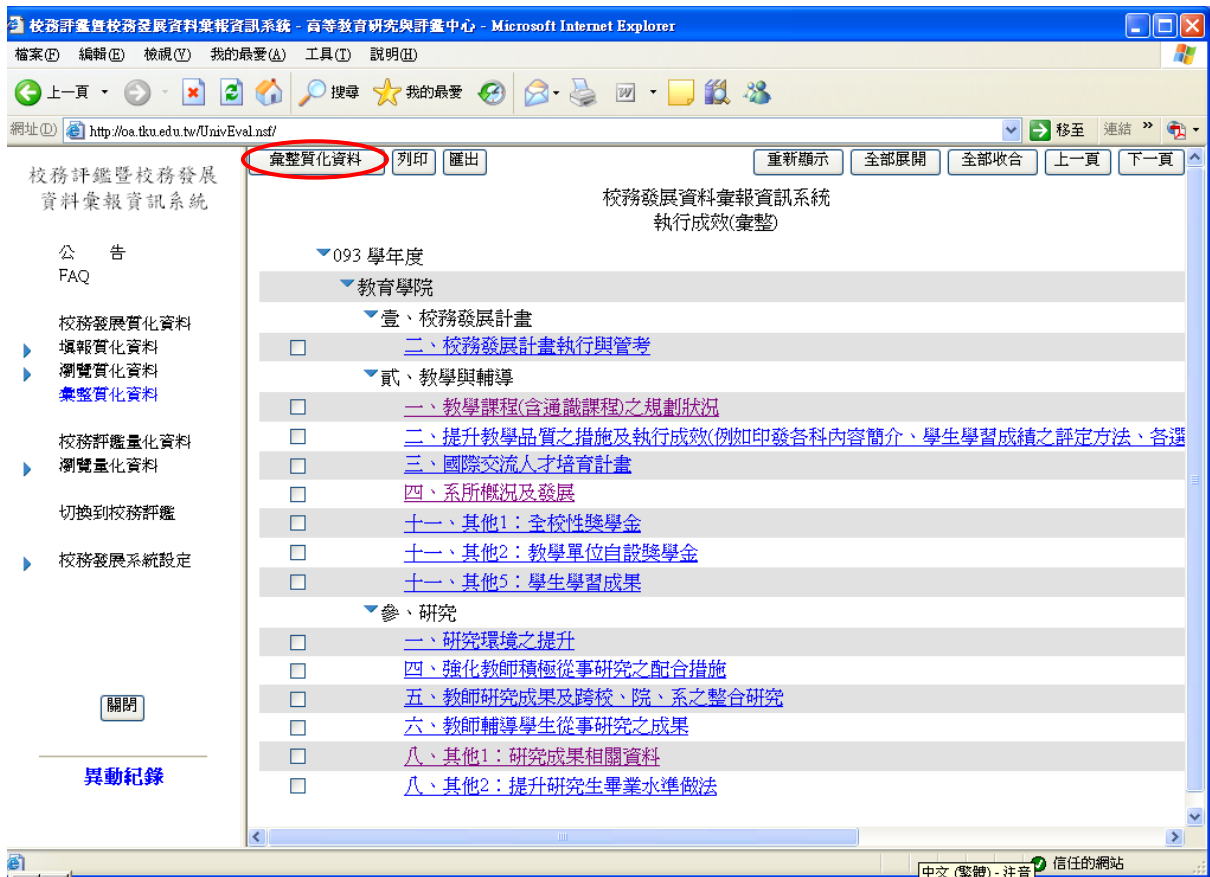 校務評鑑暨校務發展資料彙報資訊系統 - 高等教育研究與評鑑中心 - Microsoft Internet Explorer
檔案(F) 編輯(E) 檢視(V) 我的最愛(A) 工具(T) 說明(H)
上一頁 搜尋 我的最愛
網址(D) http://oa.tku.edu.tw/UnivEval.nsf/ 移至 連結 »
校務評鑑暨校務發展
資料彙報資訊系統
公 告
FAQ
校務發展質化資料
填報質化資料
瀏覽質化資料
彙整質化資料
校務評鑑量化資料
瀏覽量化資料
切換到校務評鑑
校務發展系統設定
關閉
異動紀錄
彙整質化資料 列印 匯出 重新顯示 全部展開 全部收合 上一頁 下一頁
校務發展資料彙報資訊系統
執行成效(彙整)
093 學年度
教育學院
壹、校務發展計畫
二、校務發展計畫執行與管考
貳、教學與輔導
一、教學課程(含通識課程)之規劃狀況
二、提升教學品質之措施及執行成效(例如印發各科內容簡介、學生學習成績之評定方法、各選
三、國際交流人才培育計畫
四、系所概況及發展
十一、其他1：全校性獎學金
十一、其他2：教學單位自設獎學金
十一、其他5：學生學習成果
參、研究
一、研究環境之提升
四、強化教師積極從事研究之配合措施
五、教師研究成果及跨校、院、系之整合研究
六、教師輔導學生從事研究之成果
八、其他1：研究成果相關資料
八、其他2：提升研究生畢業水準做法
中文 (繁體) - 注音 信任的網站